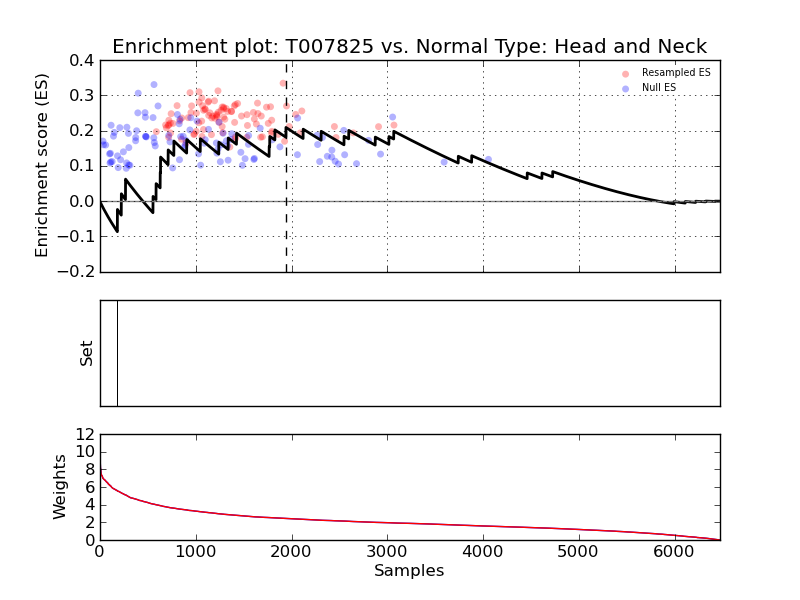 Enrichment plot: T007825 vs. Normal Type: Head and Neck
Enrichment score (ES)
0.4
0.3
0.2
0.1
0.0
−0.1
−0.2
Resampled ES
Null ES
Set
Weights
12
10
8
6
4
2
0
0 1000 2000 3000 4000 5000 6000
Samples